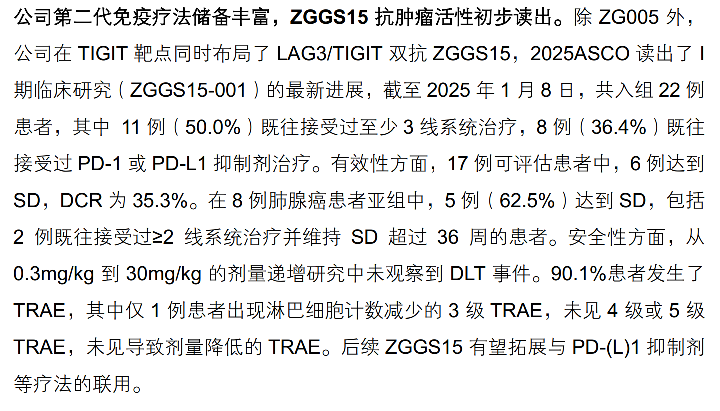 公司第二代免疫疗法储备丰富，ZGGS15 抗肿瘤活性初步读出。除 ZG005 外，
公司在 TIGIT 靶点同时布局了 LAG3/TIGIT 双抗 ZGGS15，2025ASCO 读出了 I
期临床研究（ZGGS15-001）的最新进展，截至 2025 年 1 月 8 日，共入组 22 例
患者，其中 11 例（50.0%）既往接受过至少 3 线系统治疗，8 例（36.4%）既往
接受过 PD-1 或 PD-L1 抑制剂治疗。有效性方面，17 例可评估患者中，6 例达到
SD，DCR 为 35.3%。在 8 例肺腺癌患者亚组中，5 例（62.5%）达到 SD，包括
2 例既往接受过≥2 线系统治疗并维持 SD 超过 36 周的患者。安全性方面，从
0.3mg/kg 到 30mg/kg 的剂量递增研究中未观察到 DLT 事件。90.1%患者发生了
TRAE，其中仅 1 例患者出现淋巴细胞计数减少的 3 级 TRAE，未见 4 级或 5 级
TRAE，未见导致剂量降低的 TRAE。后续 ZGGS15 有望拓展与 PD-(L)1 抑制剂
等疗法的联用。